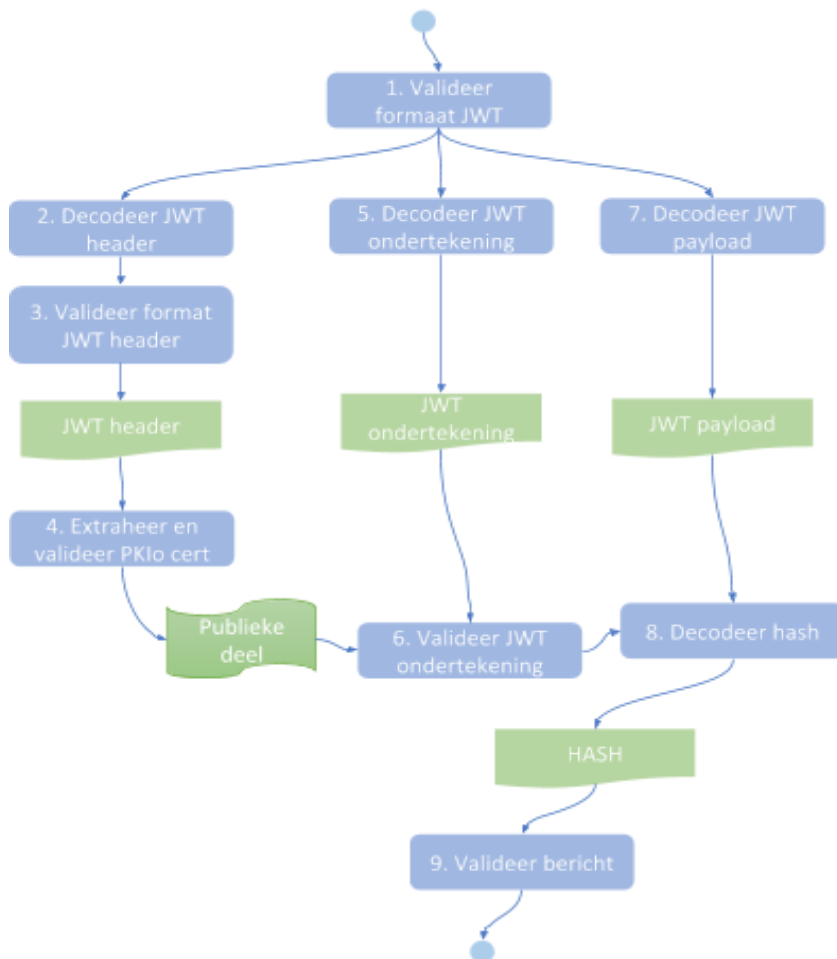 1. Valideer
formaat JWT
2. Decodeer JWT
header
5. Decodeer JWT
ondertekening
7. Decodeer JWT
payload
3. Valideer format
JWT header
JWT header
JWT
ondertekening
JWT payload
4. Extraheer en
valideer PKIo cert
Publieke
deel
6. Valideer JWT
ondertekening
8. Decodeer hash
HASH
9. Valideer bericht